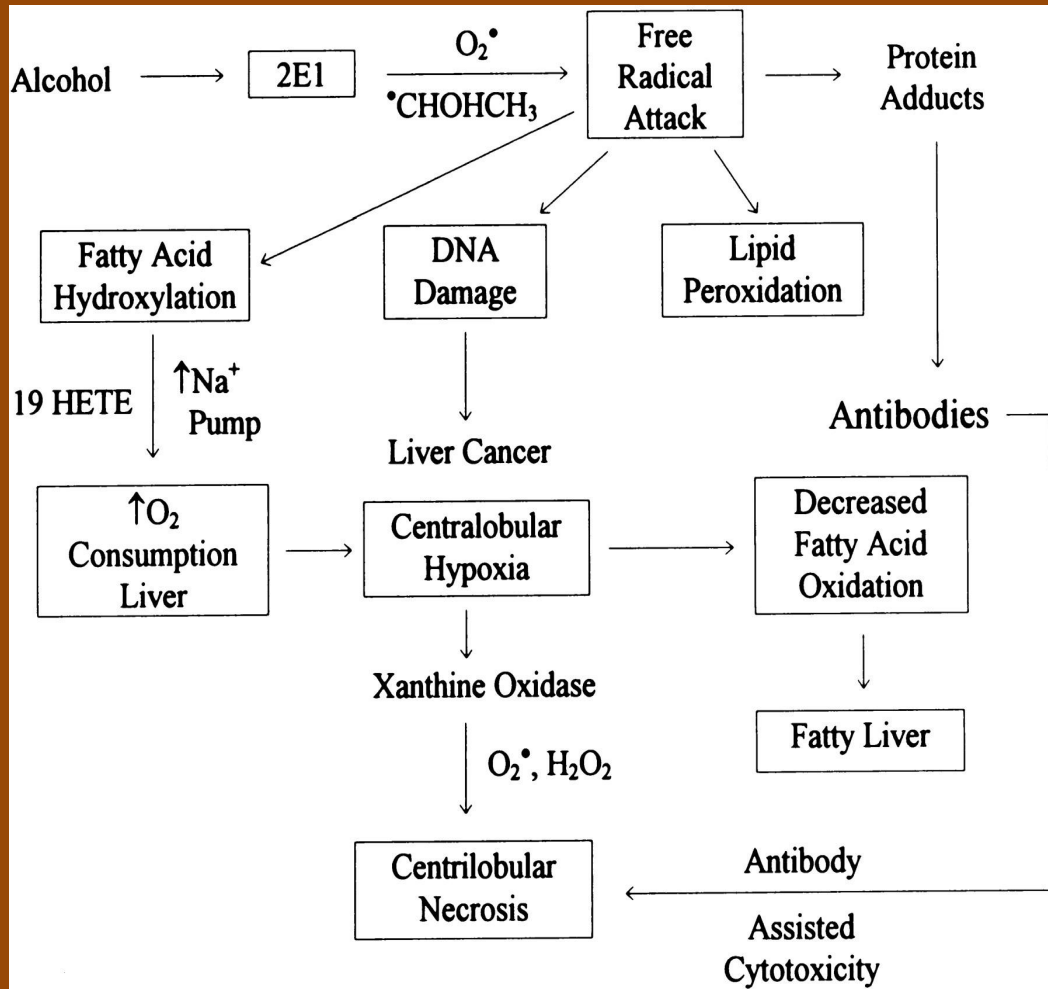 Alcohol
2E1
O₂•
•CHOHCH₃
Free
Radical
Attack
Protein
Adducts
Fatty Acid
Hydroxylation
DNA
Damage
Lipid
Peroxidation
19 HETE
↑Na⁺
Pump
Liver Cancer
Antibodies
↑O₂
Consumption
Liver
Centralobular
Hypoxia
Decreased
Fatty Acid
Oxidation
Xanthine Oxidase
Fatty Liver
O₂•, H₂O₂
Centrilobular
Necrosis
Antibody
Assisted
Cytotoxicity